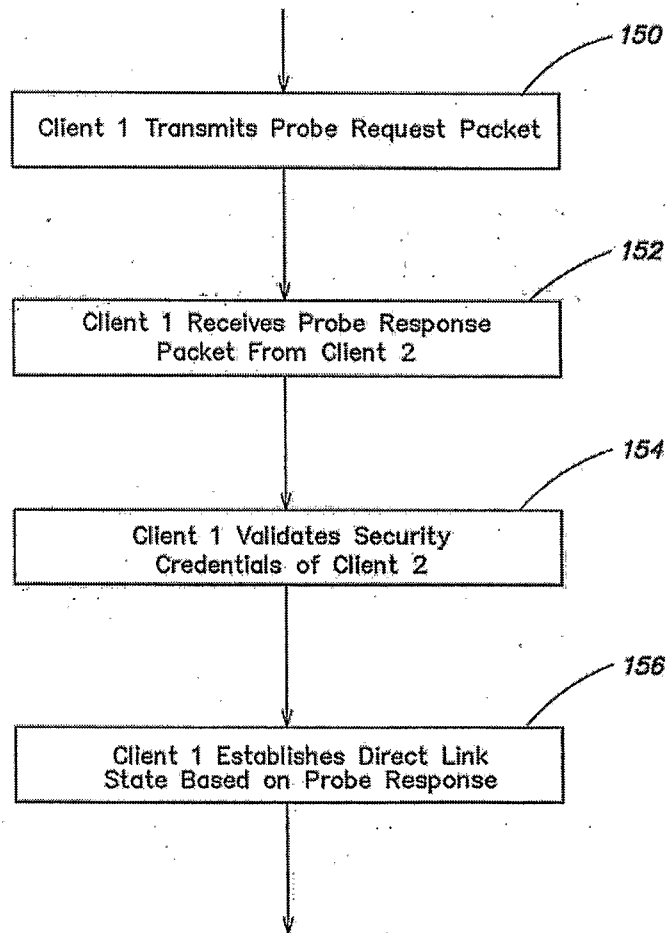 150
Client 1 Transmits Probe Request Packet
152
Client 1 Receives Probe Response
Packet From Client 2
154
Client 1 Validates Security
Credentials of Client 2
156
Client 1 Establishes Direct Link
State Based on Probe Response